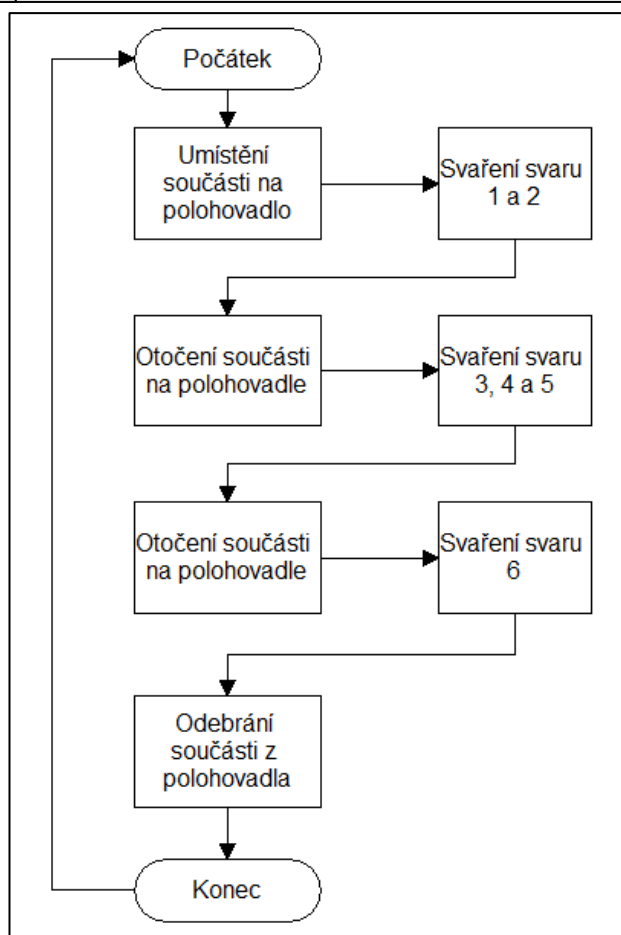 Počátek
Umístění
součásti na
polohovadlo
Svaření svaru
1 a 2
Otočení součásti
na polohovadle
Svaření svaru
3, 4 a 5
Otočení součásti
na polohovadle
Svaření svaru
6
Odebrání
součásti z
polohovadla
Konec